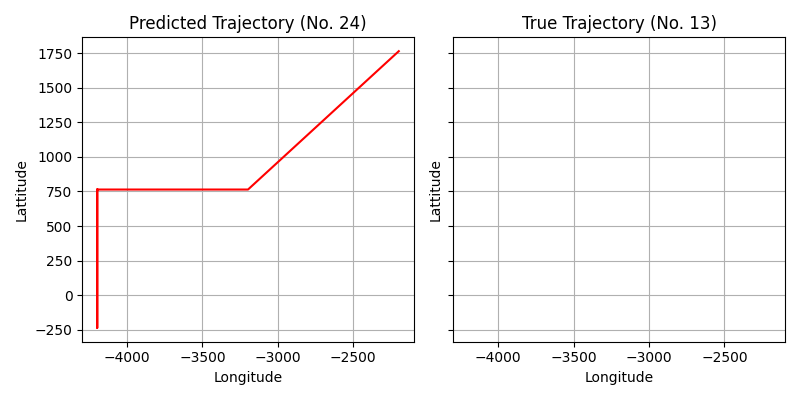 Predicted Trajectory (No. 24)
True Trajectory (No. 13)
Lattitude
1750
1500
1250
1000
750
500
250
0
−250
−4000
−3500
−3000
−2500
Longitude
Lattitude
−4000
−3500
−3000
−2500
Longitude